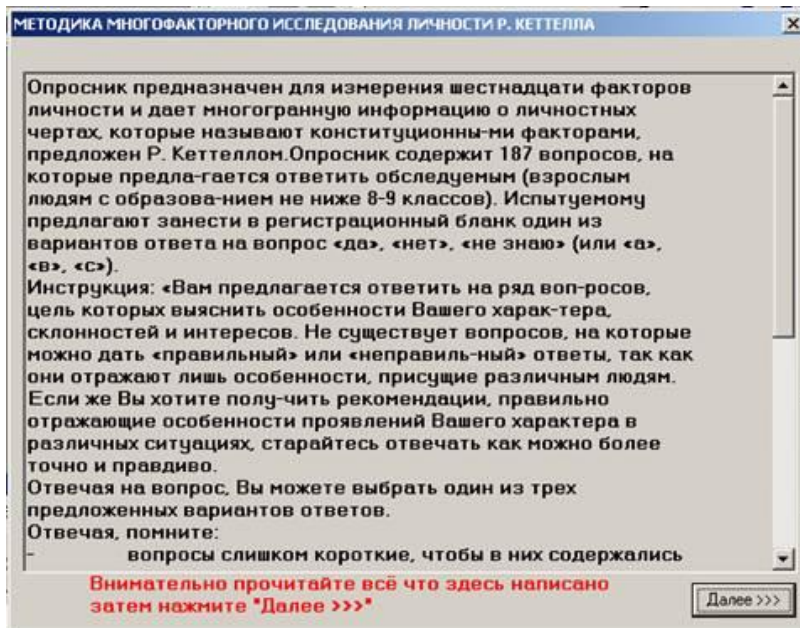 МЕТОДИКА МНОГОФАКТОРНОГО ИССЛЕДОВАНИЯ ЛИЧНОСТИ Р. КЕТТЕЛЛА
Опросник предназначен для измерения шестнадцати факторов
личности и дает многогранную информацию о личностных
чертах, которые называют конституционны-ми факторами,
предложен Р. Кеттеллом.Опросник содержит 187 вопросов, на
которые предла-гается ответить обследуемым (взрослым
людям с образова-нием не ниже 8-9 классов). Испытуемому
предлагают занести в регистрационный бланк один из
вариантов ответа на вопрос «да», «нет», «не знаю» (или «а»,
«в», «с»).
Инструкция: «Вам предлагается ответить на ряд воп-росов,
цель которых выяснить особенности Вашего харак-тера,
склонностей и интересов. Не существует вопросов, на которые
можно дать «правильный» или «неправиль-ный» ответы, так как
они отражают лишь особенности, присущие различным людям.
Если же Вы хотите полу-чить рекомендации, правильно
отражающие особенности проявлений Вашего характера в
различных ситуациях, старайтесь отвечать как можно более
точно и правдиво.
Отвечая на вопрос, Вы можете выбрать один из трех
предложенных вариантов ответов.
Отвечая, помните:
- вопросы слишком короткие, чтобы в них содержались
Внимательно прочитайте всё что здесь написано
затем нажмите "Далее >>>"
Далее >>>